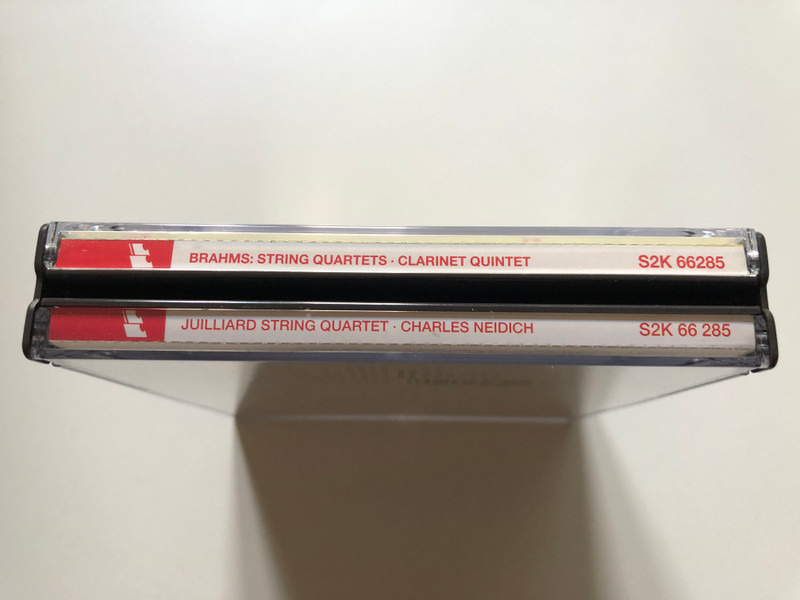 BRAHMS: STRING QUARTETS · CLARINET QUINTET S2K 66285
JUILLIARD STRING QUARTET · CHARLES NEIDICH S2K 66 285